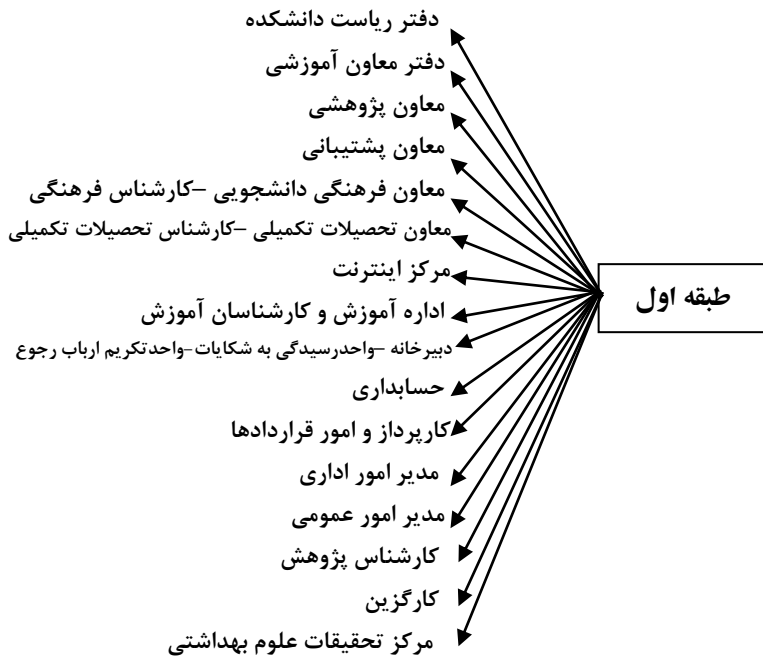 دفتر ریاست دانشکده
دفتر معاون آموزشی
معاون پژوهشی
معاون پشتیبانی
معاون فرهنگی دانشجویی –کارشناس فرهنگی
معاون تحصیلات تکمیلی –کارشناس تحصیلات تکمیلی
مرکز اینترنت
طبقه اول
اداره آموزش و کارشناسان آموزش
دبیرخانه –واحدرسیدگی به شکایات-واحدتکریم ارباب رجوع
حسابداری
کارپرداز و امور قراردادها
مدیر امور اداری
مدیر امور عمومی
کارشناس پژوهش
کارگزین
مرکز تحقیقات علوم بهداشتی